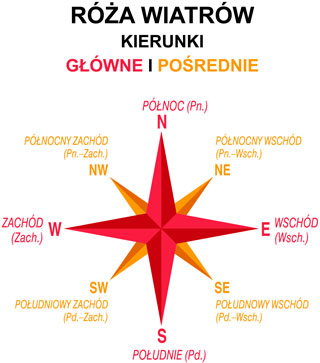 RÓŻA WIATRÓW
KIERUNKI
GŁÓWNE I POŚREDNIE
PÓŁNOC (Pn.)
N
PÓŁNOCNY ZACHÓD
(Pn.-Zach.)
NW
PÓŁNOCNY WSCHÓD
(Pn.-Wsch.)
NE
ZACHÓD
(Zach.)
W
E
WSCHÓD
(Wsch.)
SW
POŁUDNIOWY ZACHÓD
(Pd.-Zach.)
SE
POŁUDNOWY WSCHÓD
(Pd.-Wsch.)
S
POŁUDNIE (Pd.)